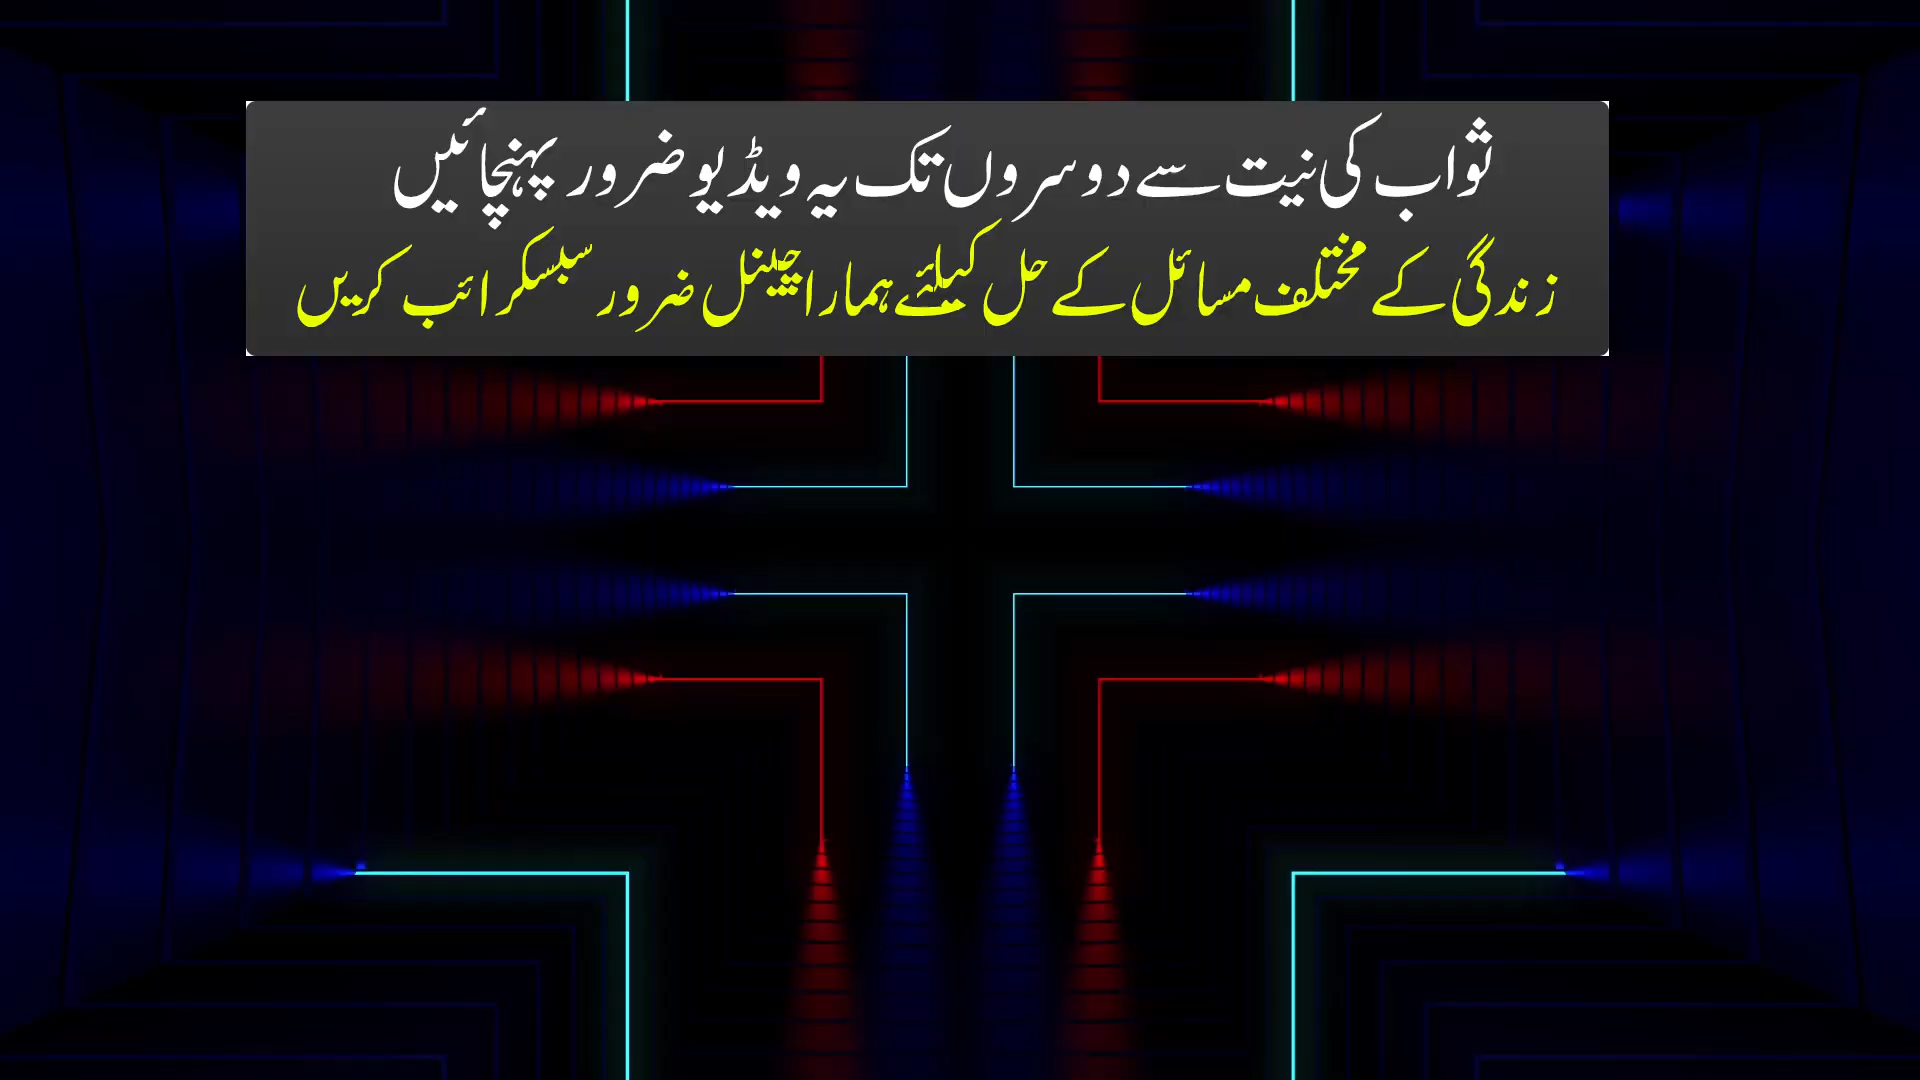 ثواب کی نیت سے دوسروں تک یہ ویڈیو ضرور پہنچائیں
زندگی کے مختلف مسائل کے حل کیلئے ہمارا چینل ضرور سبسکرائب کریں